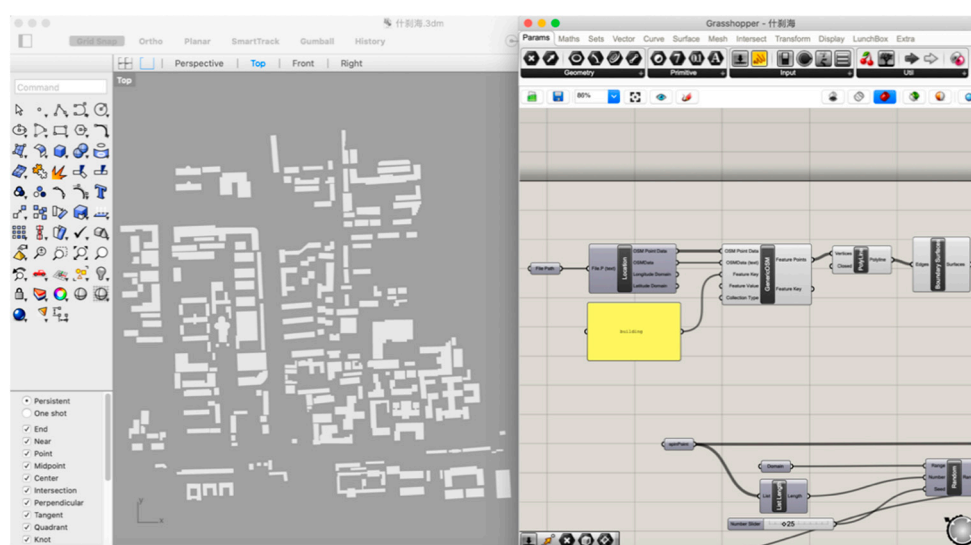 什刹海.3dm
Grid Snap Ortho Planar SmartTrack Gumball History
Perspective Top Front Right
Command
Top
Persistent
One shot
End
Near
Point
Midpoint
Center
Intersection
Perpendicular
Tangent
Quadrant
Knot
y
x
Grasshopper - 什刹海
Params Maths Sets Vector Curve Surface Mesh Intersect Transform Display LunchBox Extra
Geometry Primitive Input Util
86%
File Path
File P (text)
Location
OSM Point Data
OSMData
Longitude Domain
Latitude Domain
OSM Point Data
OSMData (text)
Feature Key
Feature Value
Collection Type
GenericOSM
Feature Points
Feature Key
Vertices
Closed
PolyLine
Polyline
Edges
Boundary Surfaces
Surfaces
building
Domain
List
List Length
Length
Range
Number
Seed
Random
Number Slider
25